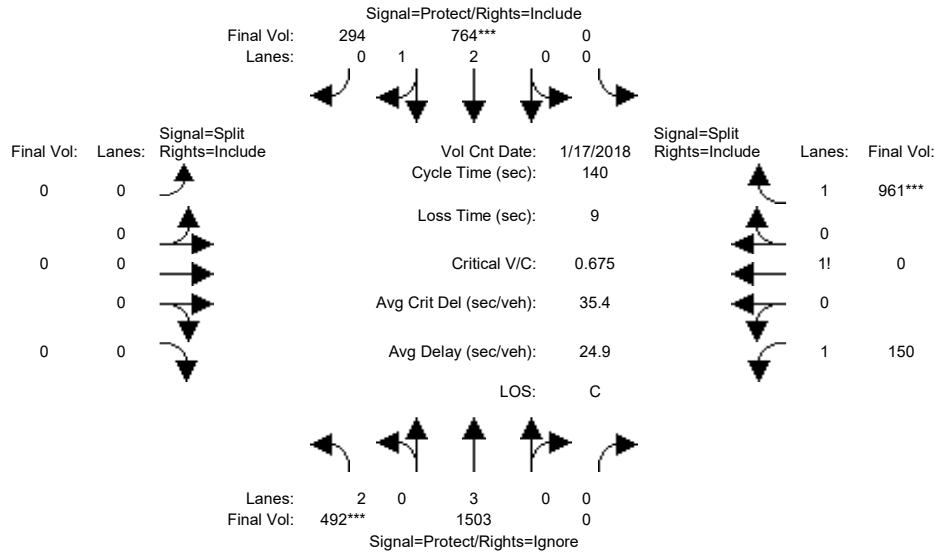 Signal=Protect/Rights=Include
Final Vol: 294 764*** 0
Lanes: 0 1 2 0 0
Signal=Split
Final Vol: Lanes: Rights=Include
Vol Cnt Date: 1/17/2018
Signal=Split
Rights=Include Lanes: Final Vol:
Cycle Time (sec): 140
0 0
1 961***
Loss Time (sec): 9
0
0
0 0
Critical V/C: 0.675
1! 0
0
Avg Crit Del (sec/veh): 35.4
0
0 0
Avg Delay (sec/veh): 24.9
1 150
LOS: C
Lanes: 2 0 3 0 0
Final Vol: 492*** 1503 0
Signal=Protect/Rights=Ignore